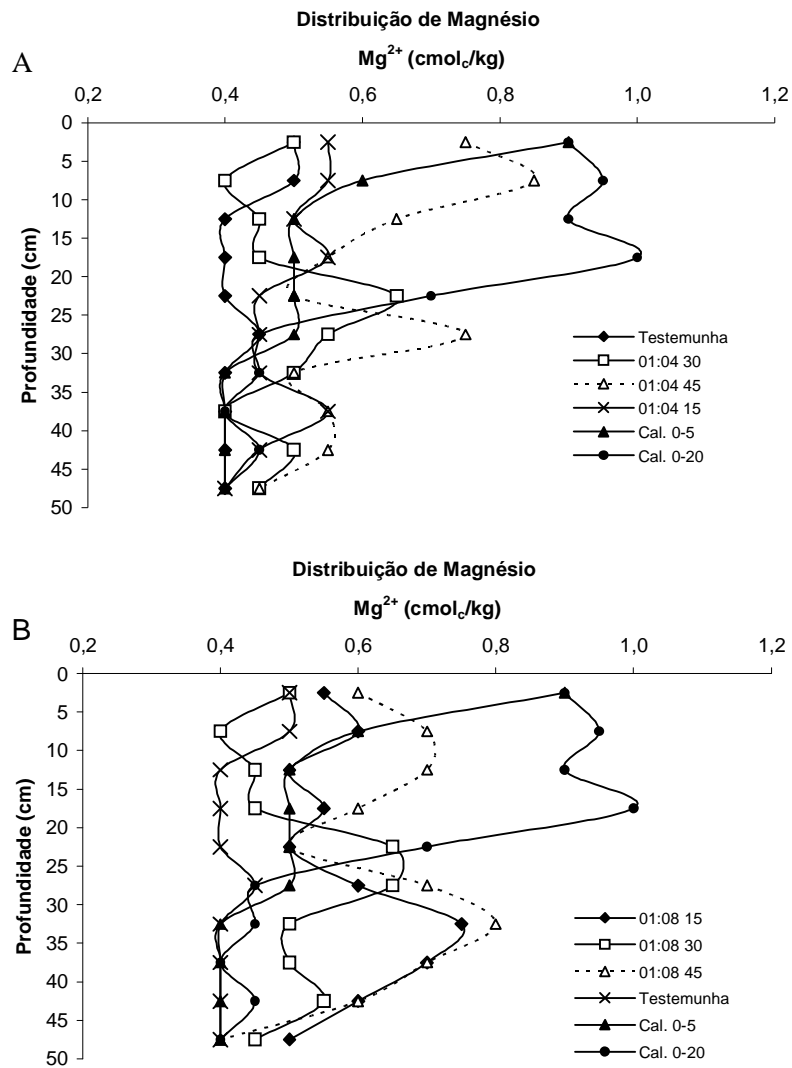 Distribuição de Magnésio
A
Mg2+ (cmolc/kg)
0,2 0,4 0,6 0,8 1,0 1,2
Profundidade (cm)
0
5
10
15
20
25
30
35
40
45
50
Testemunha
01:04 30
01:04 45
01:04 15
Cal. 0-5
Cal. 0-20
Distribuição de Magnésio
B
Mg2+ (cmolc/kg)
0,2 0,4 0,6 0,8 1,0 1,2
Profundidade (cm)
0
5
10
15
20
25
30
35
40
45
50
01:08 15
01:08 30
01:08 45
Testemunha
Cal. 0-5
Cal. 0-20